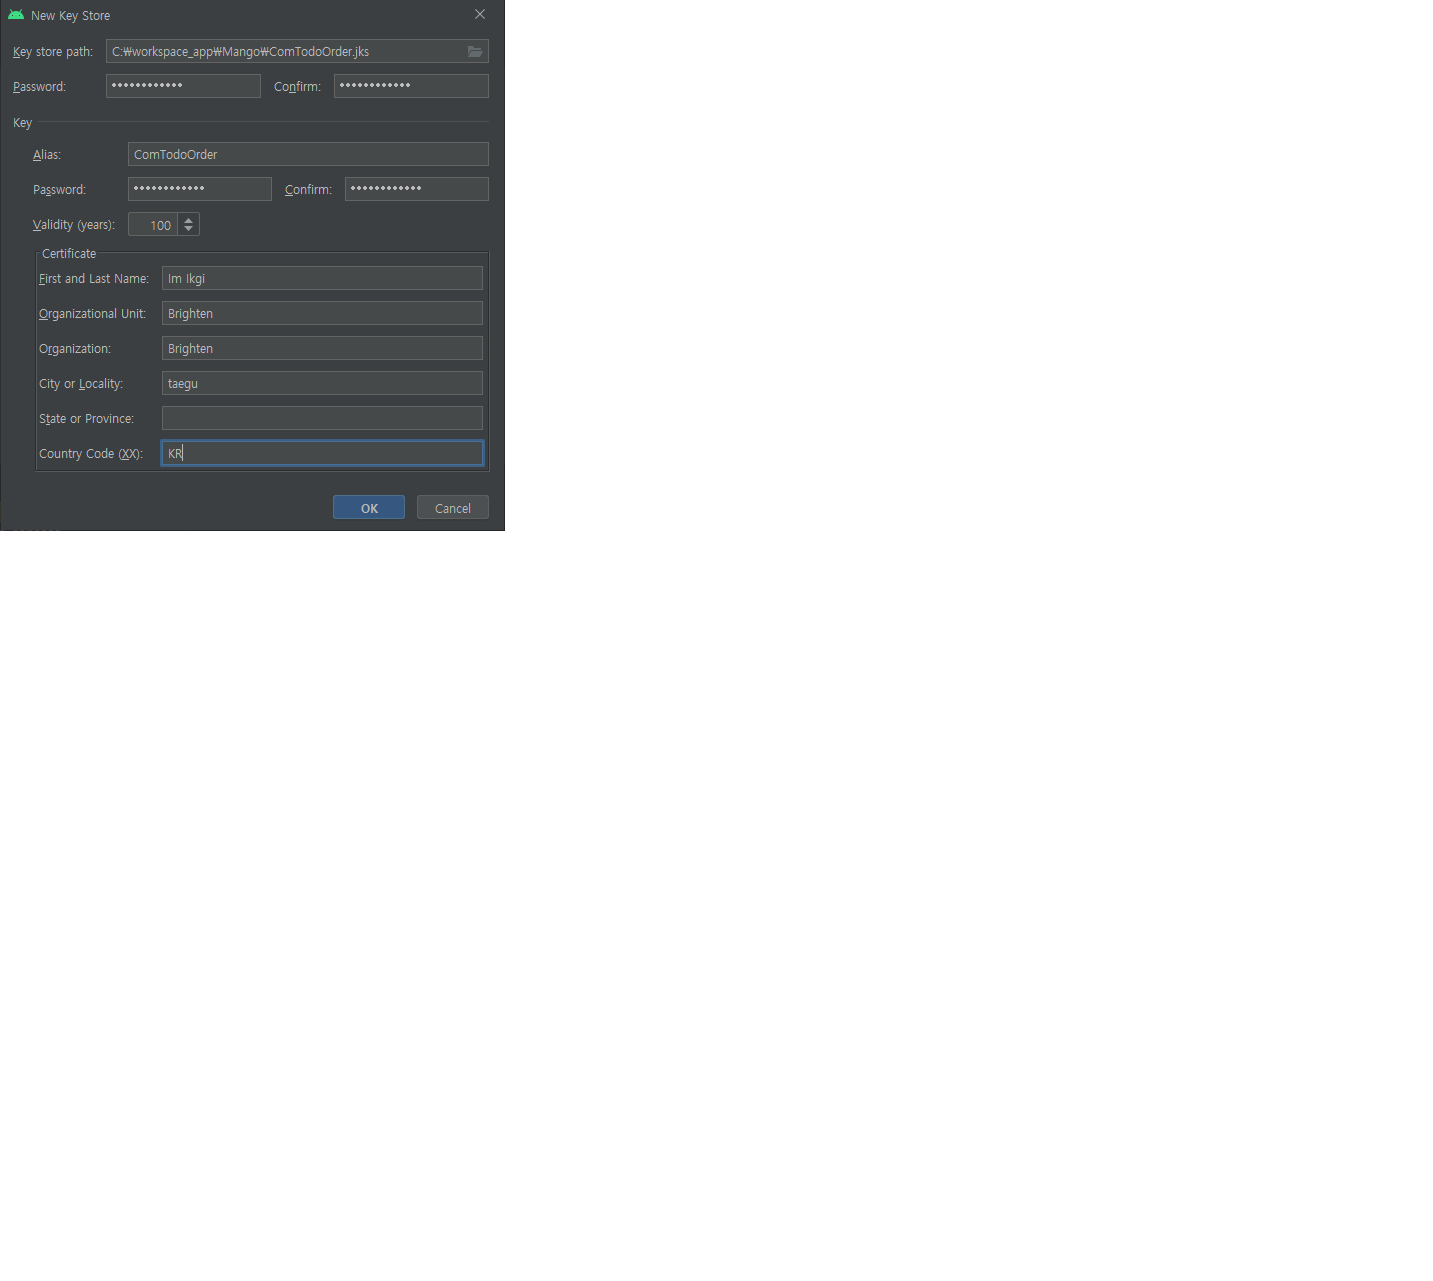 New Key Store
Key store path: C:₩workspace_app₩Mango₩ComTodoOrder.jks
Password: •••••••••••• Confirm: ••••••••••••
Key
Alias: ComTodoOrder
Password: •••••••••••• Confirm: ••••••••••••
Validity (years): 100
Certificate
First and Last Name: Im Ikgi
Organizational Unit: Brighten
Organization: Brighten
City or Locality: taegu
State or Province:
Country Code (XX): KR
OK Cancel